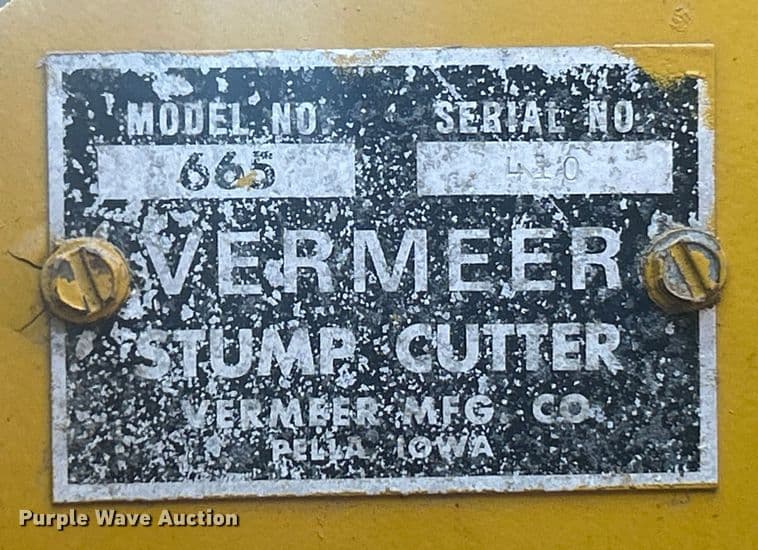 MODEL NO. SERIAL NO.
665 410
VERMEER
STUMP CUTTER
VERMEER MFG. CO.
PELLA, IOWA
Purple Wave Auction